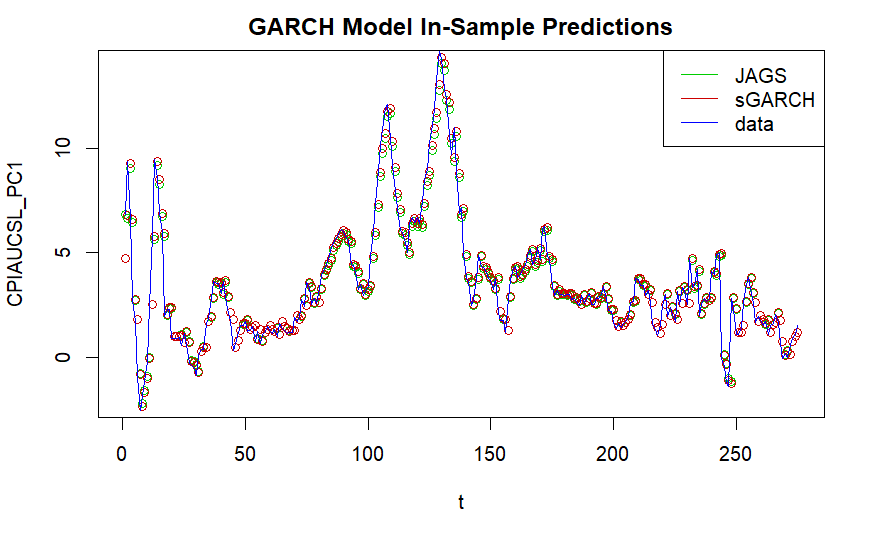 GARCH Model In-Sample Predictions
JAGS
sGARCH
data
CPIAUCSL_PC1
10
5
0
0 50 100 150 200 250
t